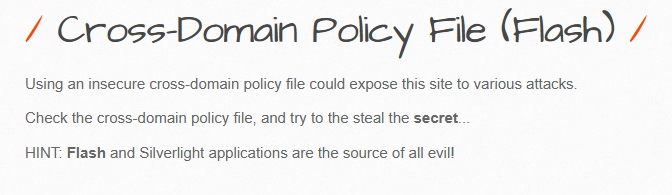 / Cross-Domain Policy File (Flash) /
Using an insecure cross-domain policy file could expose this site to various attacks.
Check the cross-domain policy file, and try to the steal the secret...
HINT: Flash and Silverlight applications are the source of all evil!